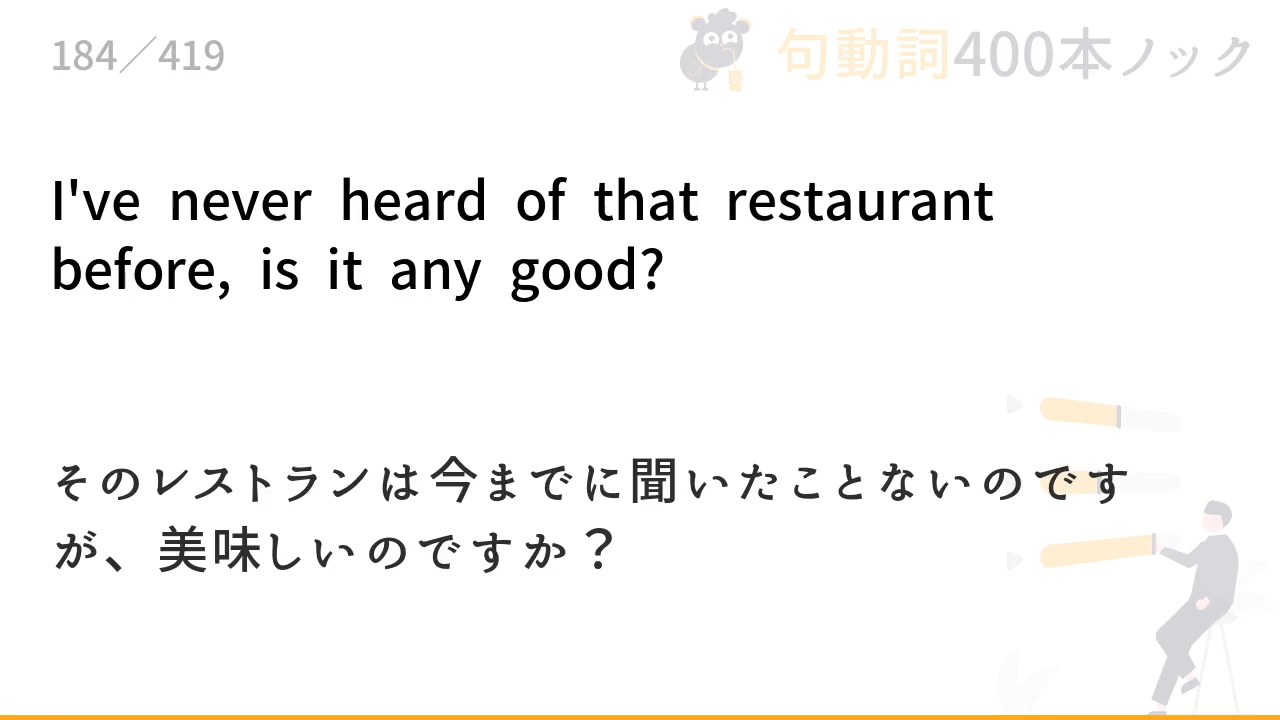 184／419
句動詞400本ノック
I've never heard of that restaurant
before, is it any good?
そのレストランは今までに聞いたことないのです
が、美味しいのですか？